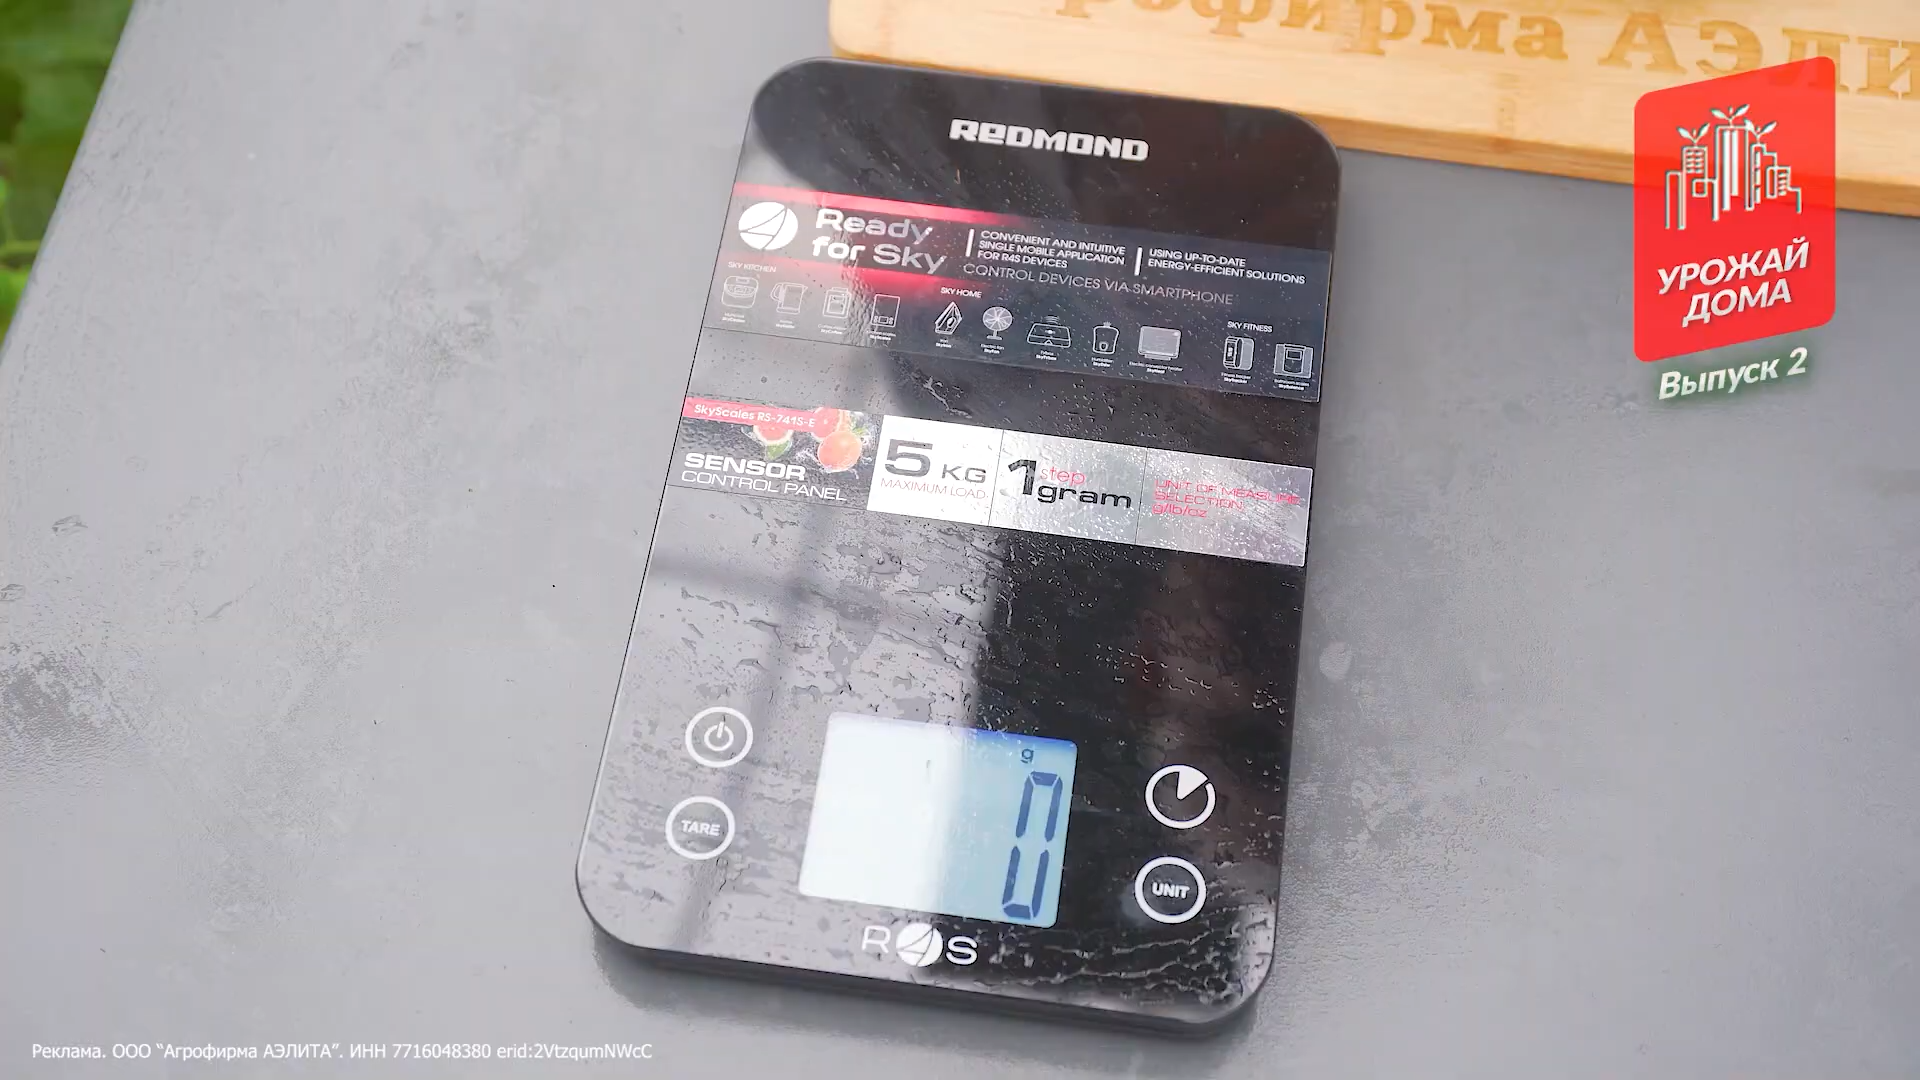 рофирма АЭЛИ
REDMOND
Ready
for Sky
CONVENIENT AND INTUITIVE
SINGLE MOBILE APPLICATION
FOR R4S DEVICES
USING UP-TO-DATE
ENERGY-EFFICIENT SOLUTIONS
CONTROL DEVICES VIA SMARTPHONE
SKY KITCHEN
SKY HOME
SKY FITNESS
SkyScales RS-741S-E
SENSOR
CONTROL PANEL
5 KG
MAXIMUM LOAD
1 step
gram
UNIT OF MEASURE
SELECTION:
g/lb/oz
g
0
TARE
UNIT
R4S
УРОЖАЙ
ДОМА
Выпуск 2
Реклама. ООО “Агрофирма АЭЛИТА”. ИНН 7716048380 erid:2VtzqumNWcC